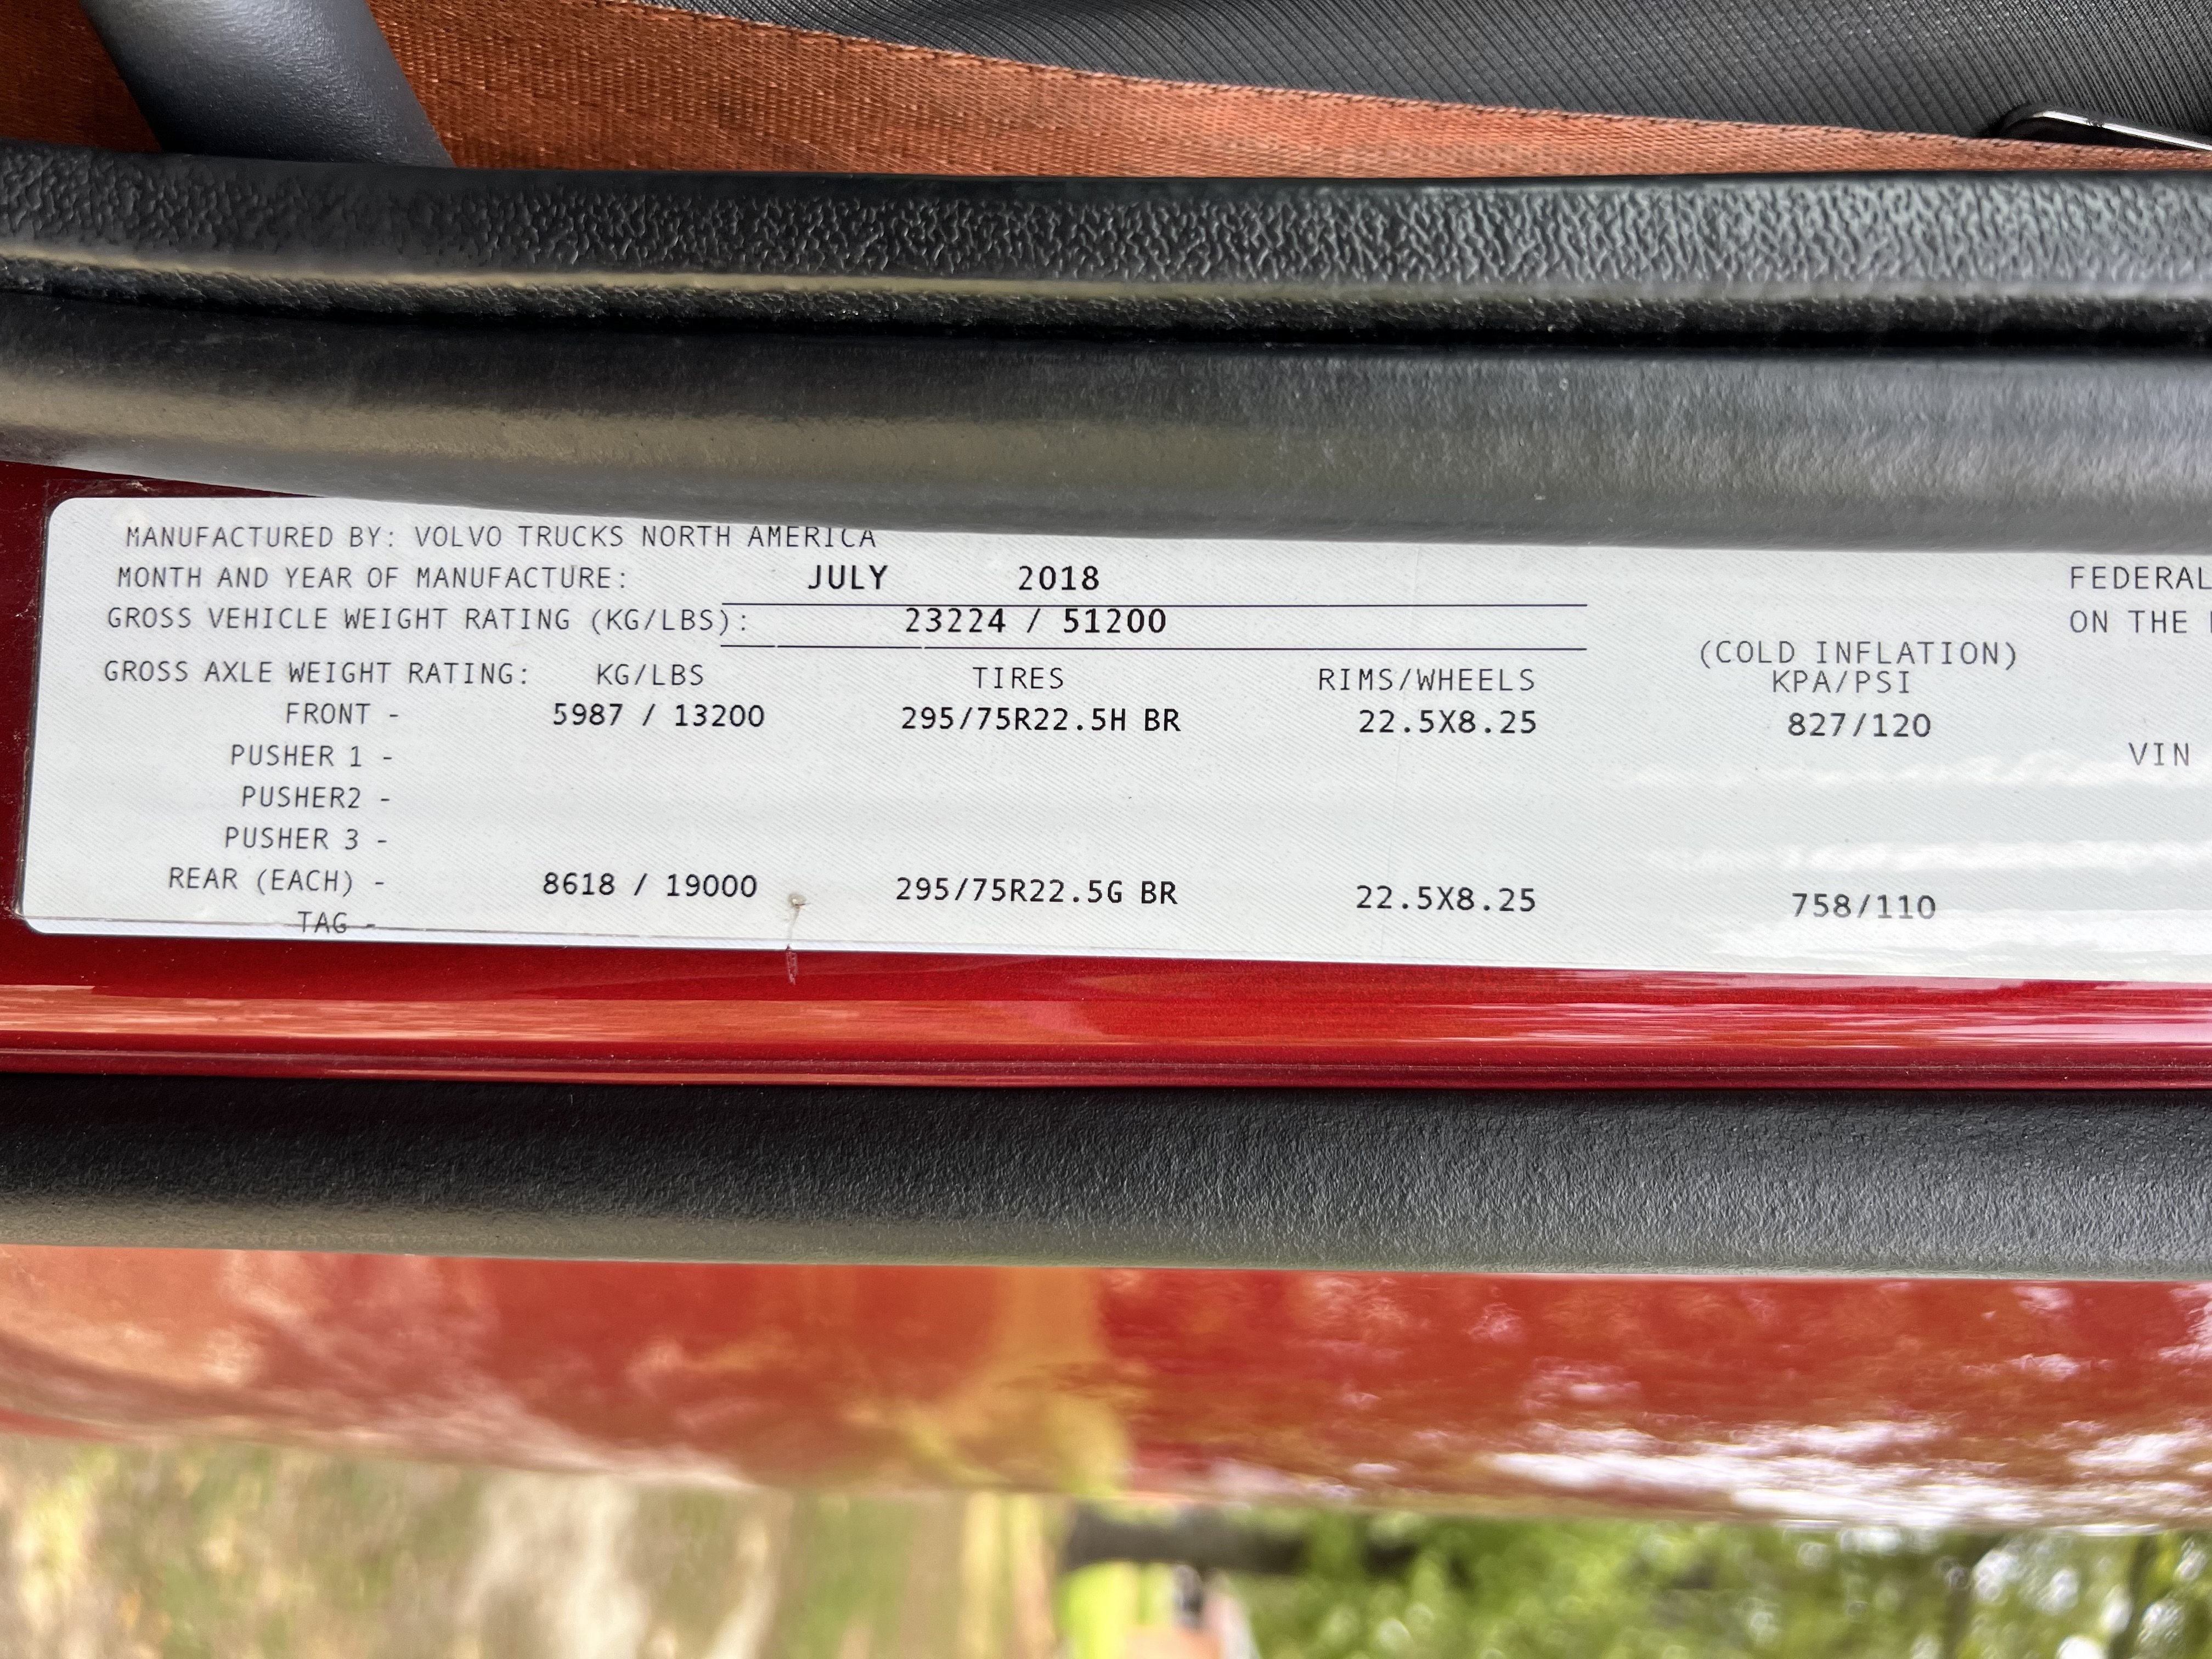 MANUFACTURED BY: VOLVO TRUCKS NORTH AMERICA
MONTH AND YEAR OF MANUFACTURE: JULY 2018
GROSS VEHICLE WEIGHT RATING (KG/LBS): 23224 / 51200
FEDERAL
ON THE
(COLD INFLATION)
GROSS AXLE WEIGHT RATING: KG/LBS TIRES RIMS/WHEELS KPA/PSI
FRONT - 5987 / 13200 295/75R22.5H BR 22.5X8.25 827/120
PUSHER 1 - VIN
PUSHER2 -
PUSHER 3 -
REAR (EACH) - 8618 / 19000 295/75R22.5G BR 22.5X8.25 758/110
TAG -